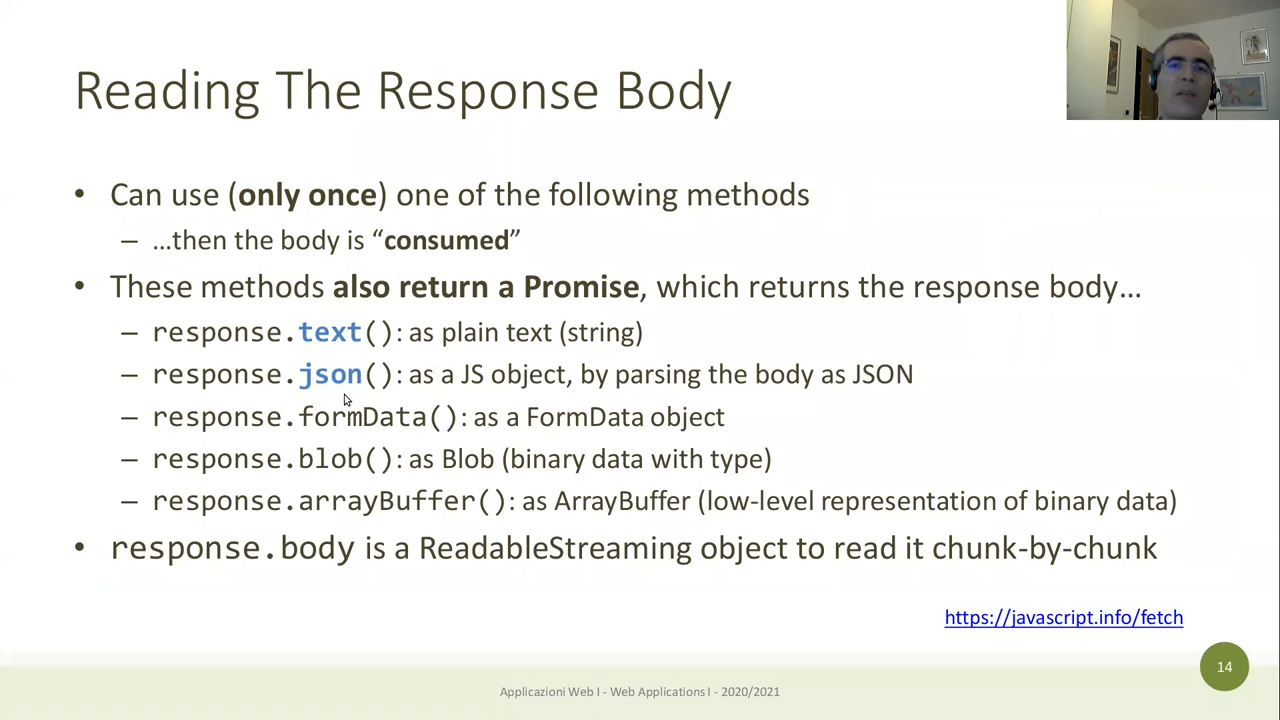 Reading The Response Body
• Can use (only once) one of the following methods
– …then the body is “consumed”
• These methods also return a Promise, which returns the response body…
– response.text(): as plain text (string)
– response.json(): as a JS object, by parsing the body as JSON
– response.formData(): as a FormData object
– response.blob(): as Blob (binary data with type)
– response.arrayBuffer(): as ArrayBuffer (low-level representation of binary data)
• response.body is a ReadableStreaming object to read it chunk-by-chunk
https://javascript.info/fetch
14
Applicazioni Web I - Web Applications I - 2020/2021